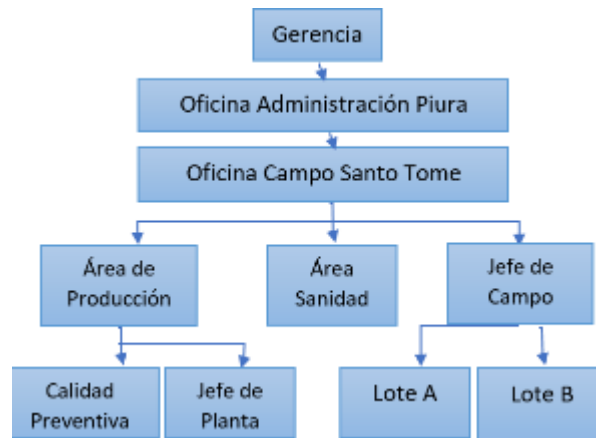 Gerencia
Oficina Administración Piura
Oficina Campo Santo Tome
Área de
Producción
Área
Sanidad
Jefe de
Campo
Calidad
Preventiva
Jefe de
Planta
Lote A
Lote B